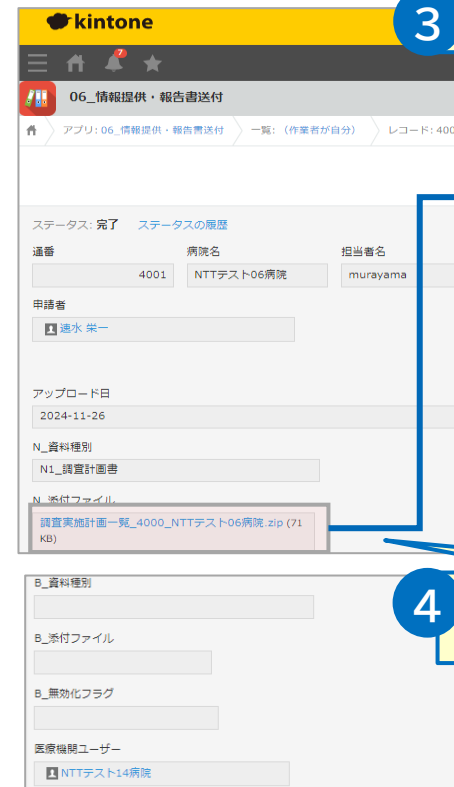 kintone
3
7
06_情報提供・報告書送付
アプリ: 06_情報提供・報告書送付 一覧: (作業者が自分) レコード: 400
ステータス: 完了 ステータスの履歴
通番 病院名 担当者名
4001 NTTテスト06病院 murayama
申請者
速水 栄一
アップロード日
2024-11-26
N_資料種別
N1_調査計画書
N_添付ファイル
調査実施計画一覧_4000_NTTテスト06病院.zip (71
KB)
4
B_資料種別
B_添付ファイル
B_無効化フラグ
医療機関ユーザー
NTTテスト14病院